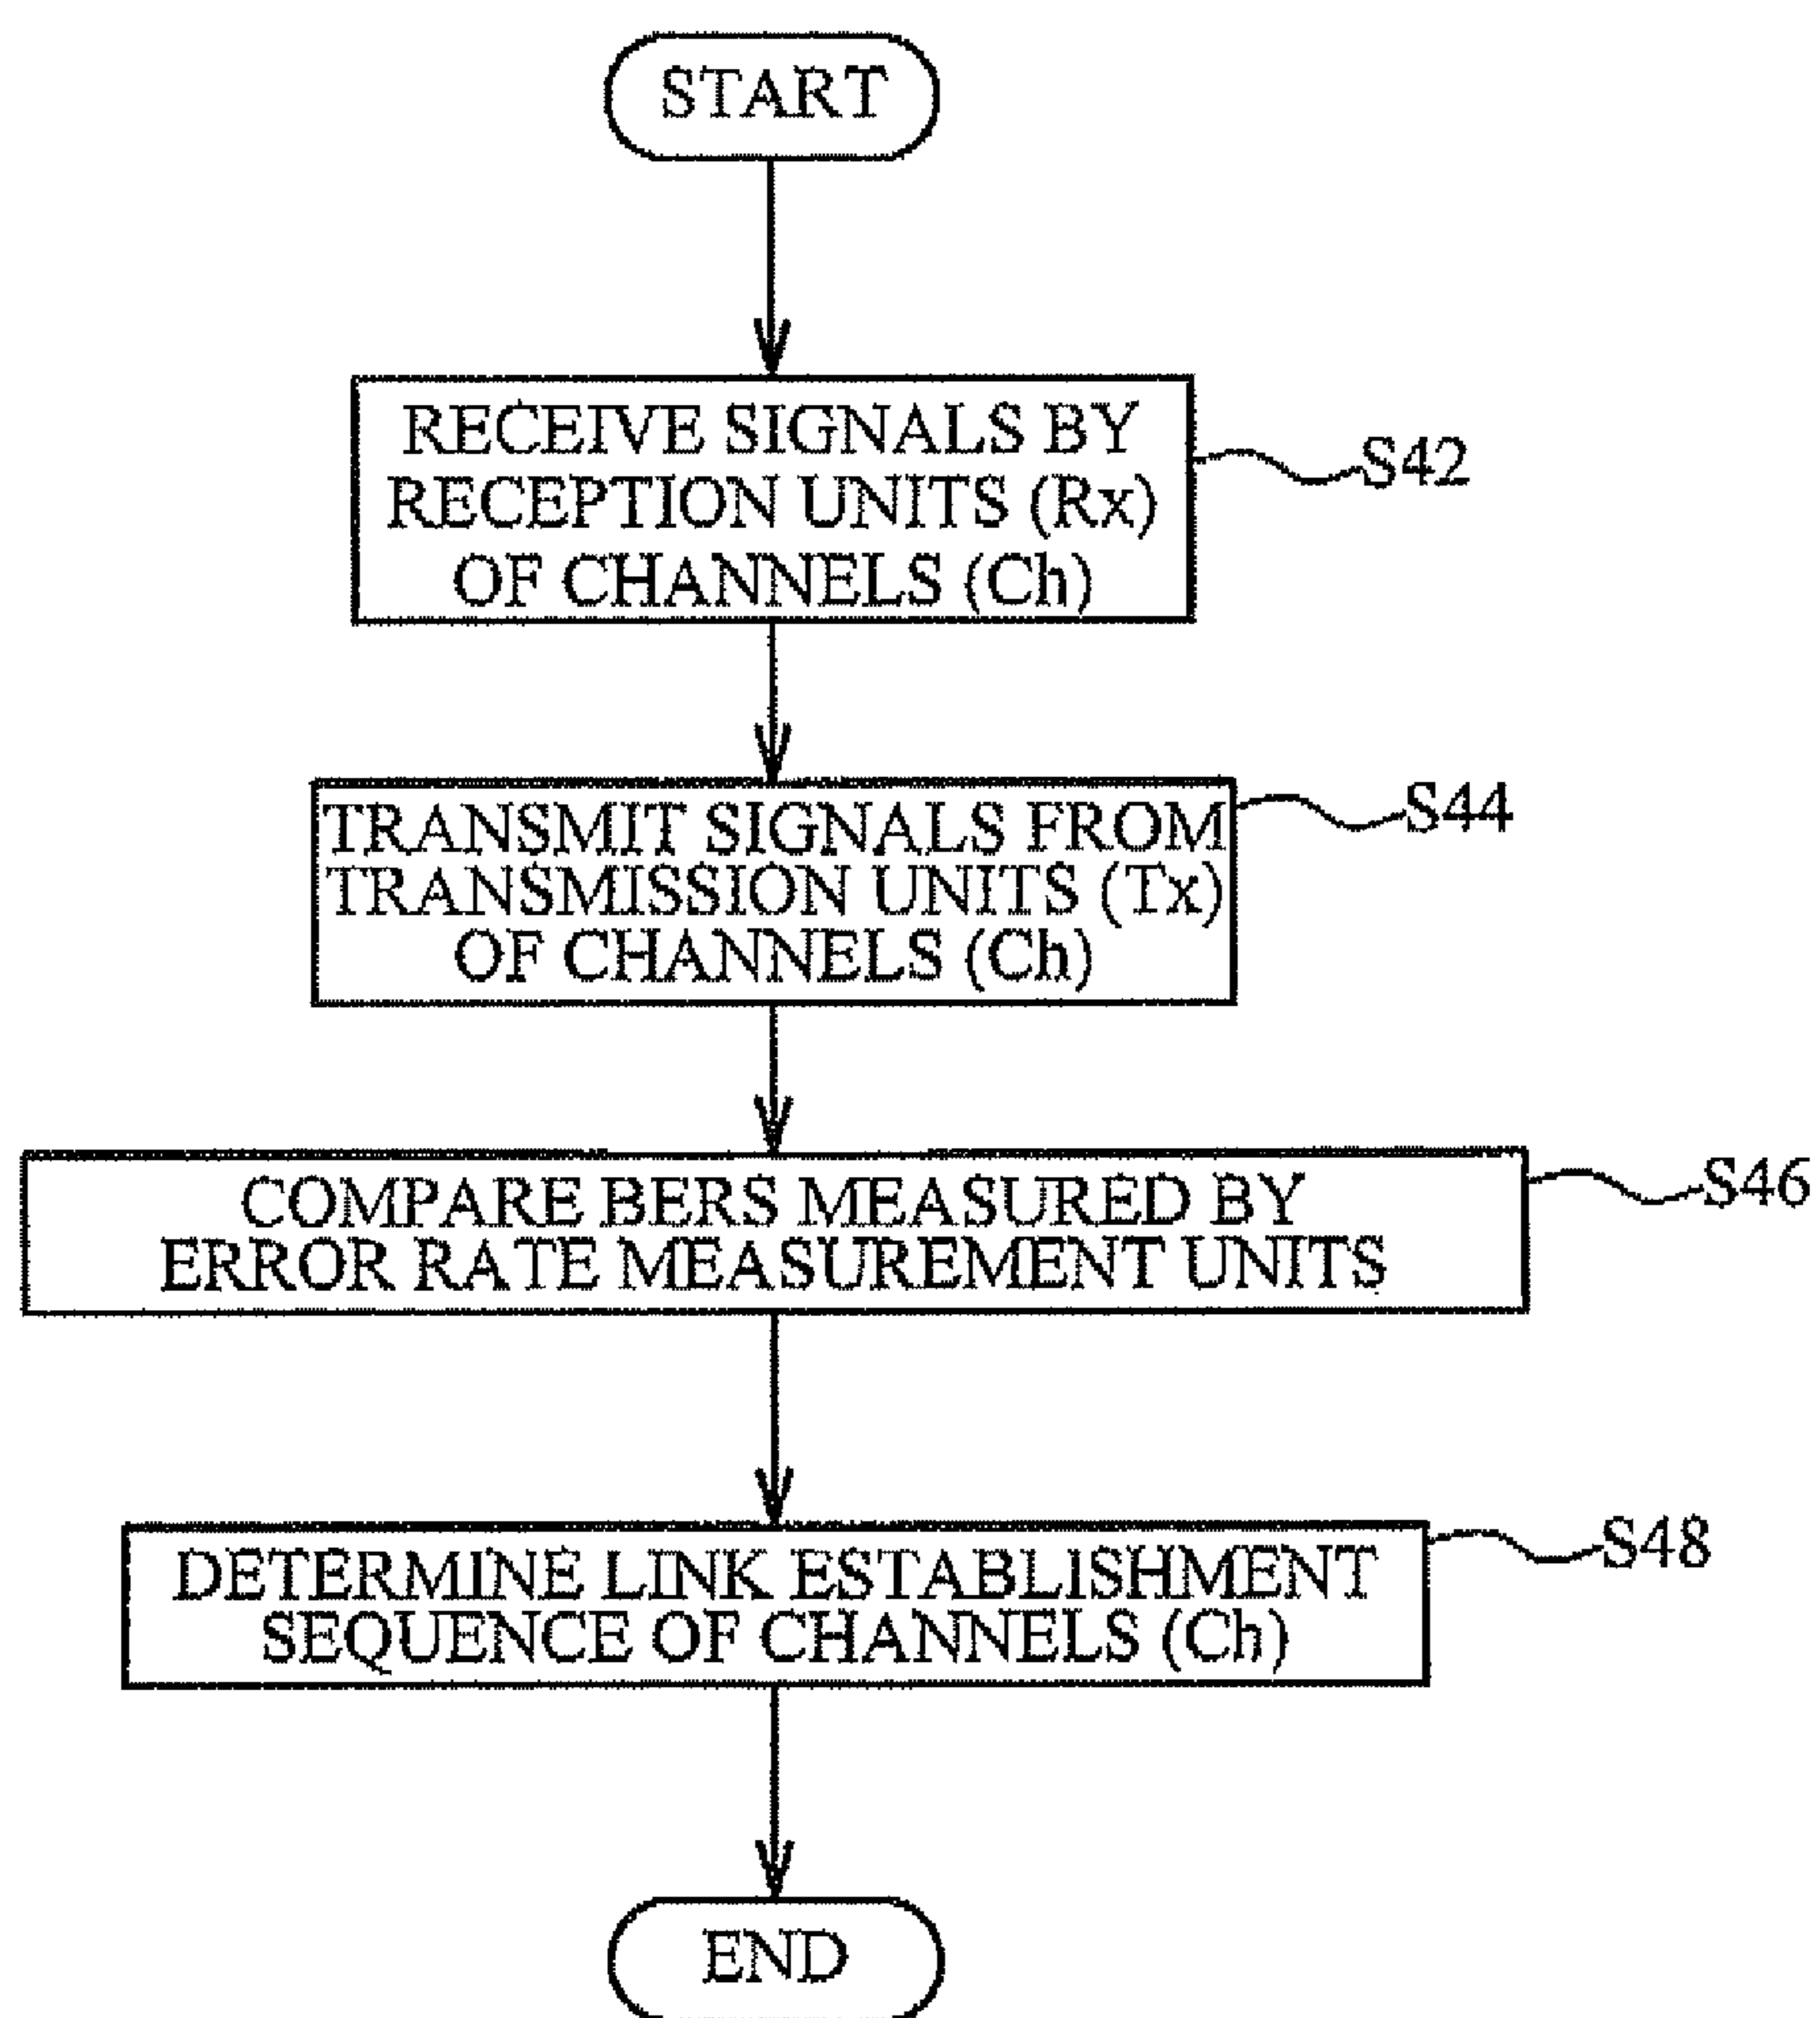 START
RECEIVE SIGNALS BY
RECEPTION UNITS (Rx)
OF CHANNELS (Ch)
S42
TRANSMIT SIGNALS FROM
TRANSMISSION UNITS (Tx)
OF CHANNELS (Ch)
S44
COMPARE BERS MEASURED BY
ERROR RATE MEASUREMENT UNITS
S46
DETERMINE LINK ESTABLISHMENT
SEQUENCE OF CHANNELS (Ch)
S48
END